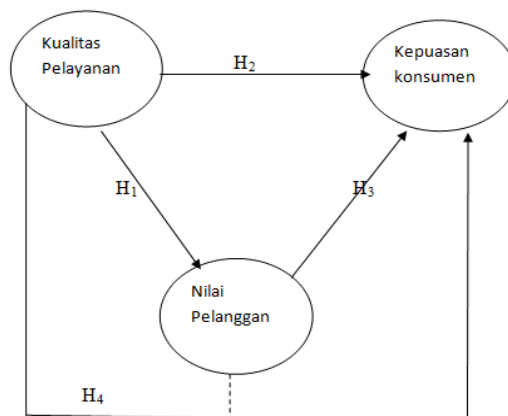 Kualitas
Pelayanan
Kepuasan
konsumen
H2
H1
H3
Nilai
Pelanggan
H4